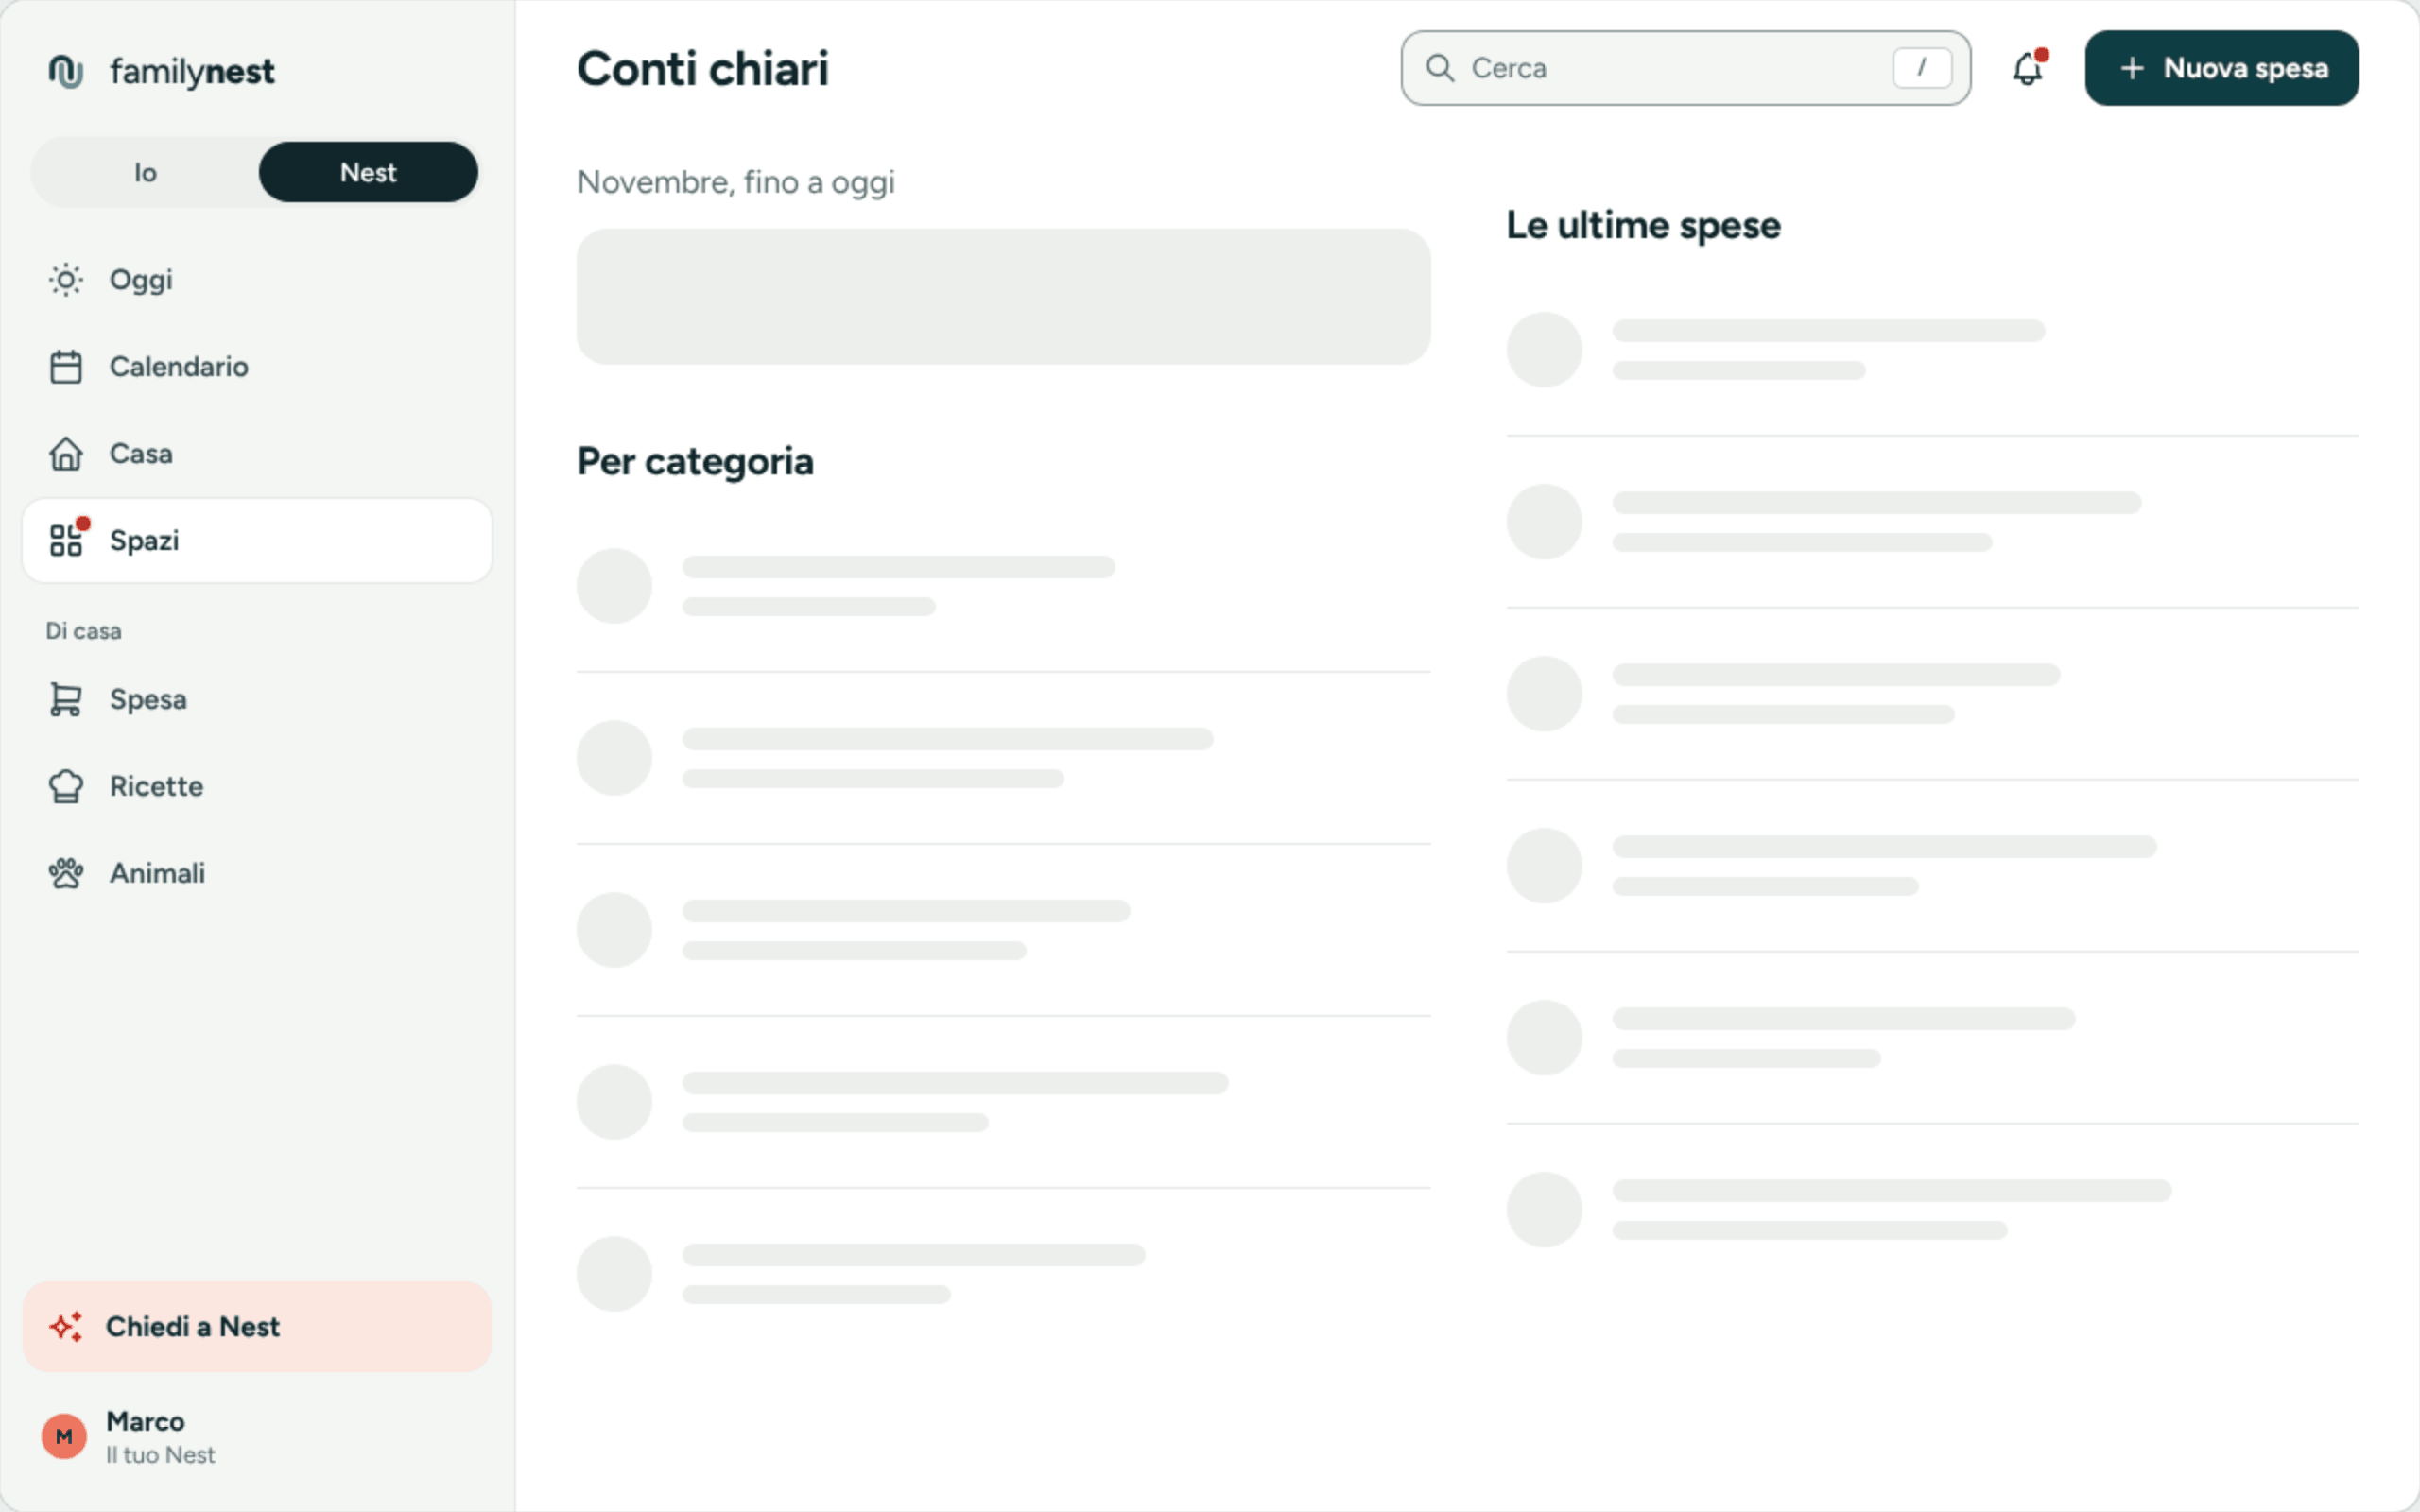 familynest
Io
Nest
Oggi
Calendario
Casa
Spazi
Di casa
Spesa
Ricette
Animali
Chiedi a Nest
M
Marco
Il tuo Nest
Conti chiari
Cerca
/
Nuova spesa
Novembre, fino a oggi
Per categoria
Le ultime spese